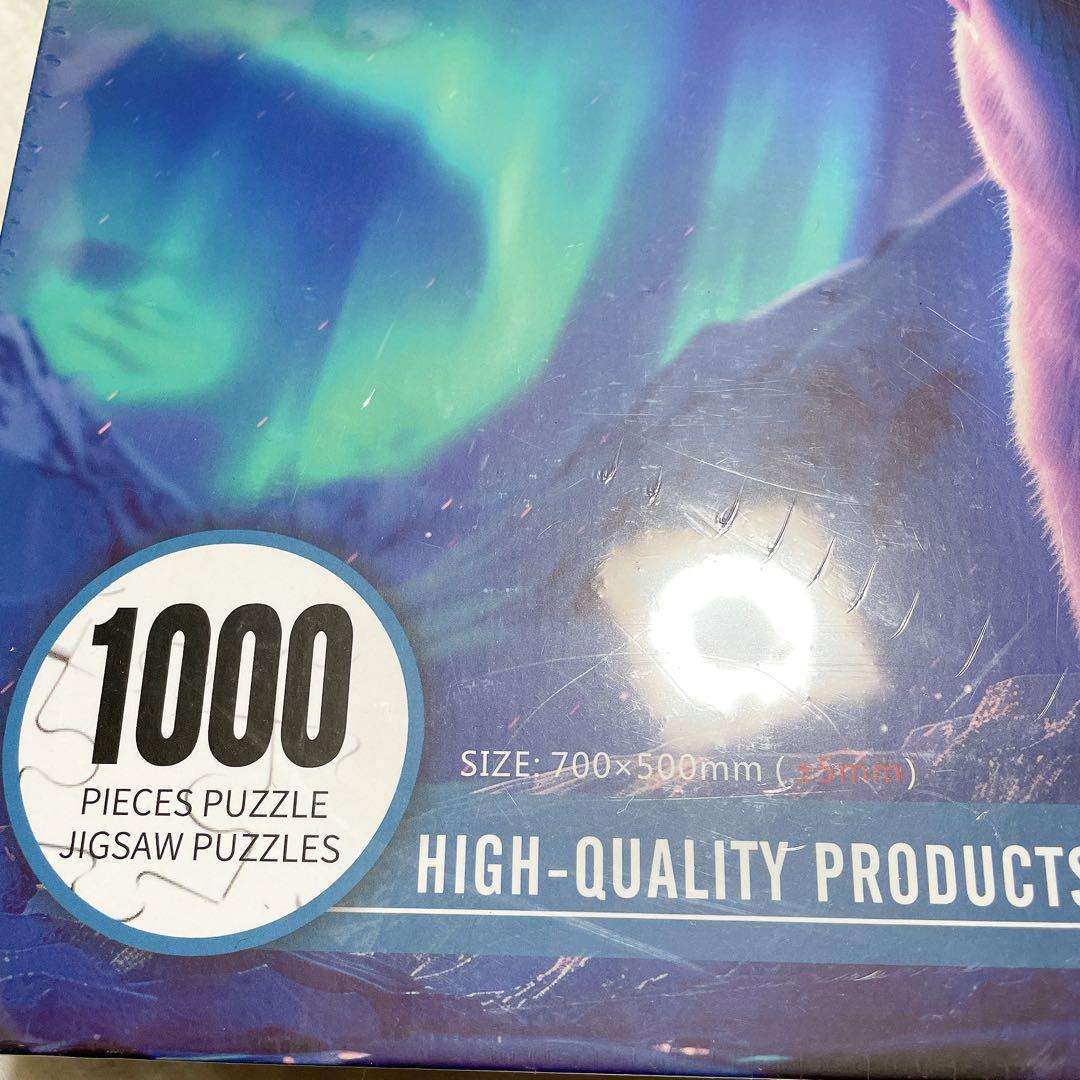 1000
PIECES PUZZLE
JIGSAW PUZZLES
SIZE: 700×500mm (±5mm)
HIGH-QUALITY PRODUCTS